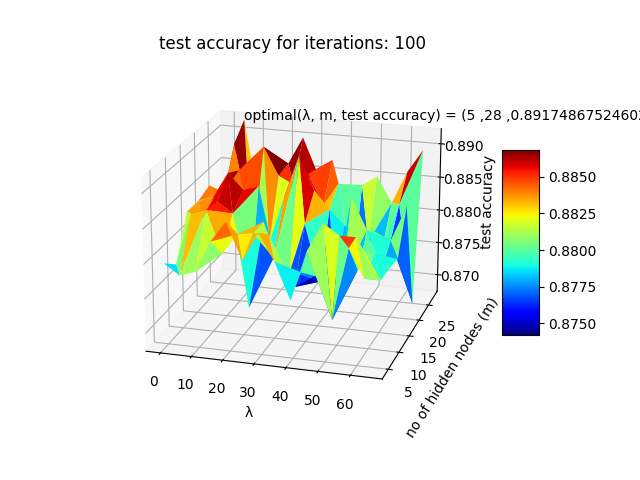 test accuracy for iterations: 100
optimal(λ, m, test accuracy) = (5 ,28 ,0.89174867524603
0.890
0.885
0.880
0.875
0.870
test accuracy
0.8850
0.8825
0.8800
0.8775
0.8750
25
20
15
10
5
no of hidden nodes (m)
0 10 20 30 40 50 60
λ